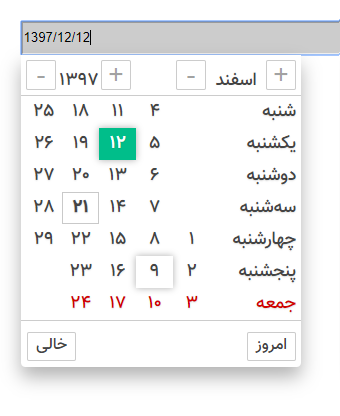 1397/12/12
+ اسفند - + ۱۳۹۷ -
شنبه ۴ ۱۱ ۱۸ ۲۵
یکشنبه ۵ ۱۲ ۱۹ ۲۶
دوشنبه ۶ ۱۳ ۲۰ ۲۷
سه‌شنبه ۷ ۱۴ ۲۱ ۲۸
چهارشنبه ۱ ۸ ۱۵ ۲۲ ۲۹
پنجشنبه ۲ ۹ ۱۶ ۲۳
جمعه ۳ ۱۰ ۱۷ ۲۴
امروز خالی